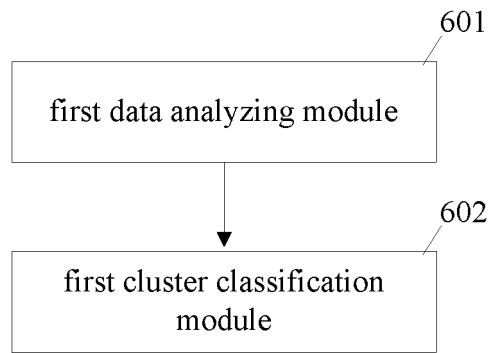 601
first data analyzing module
602
first cluster classification
module